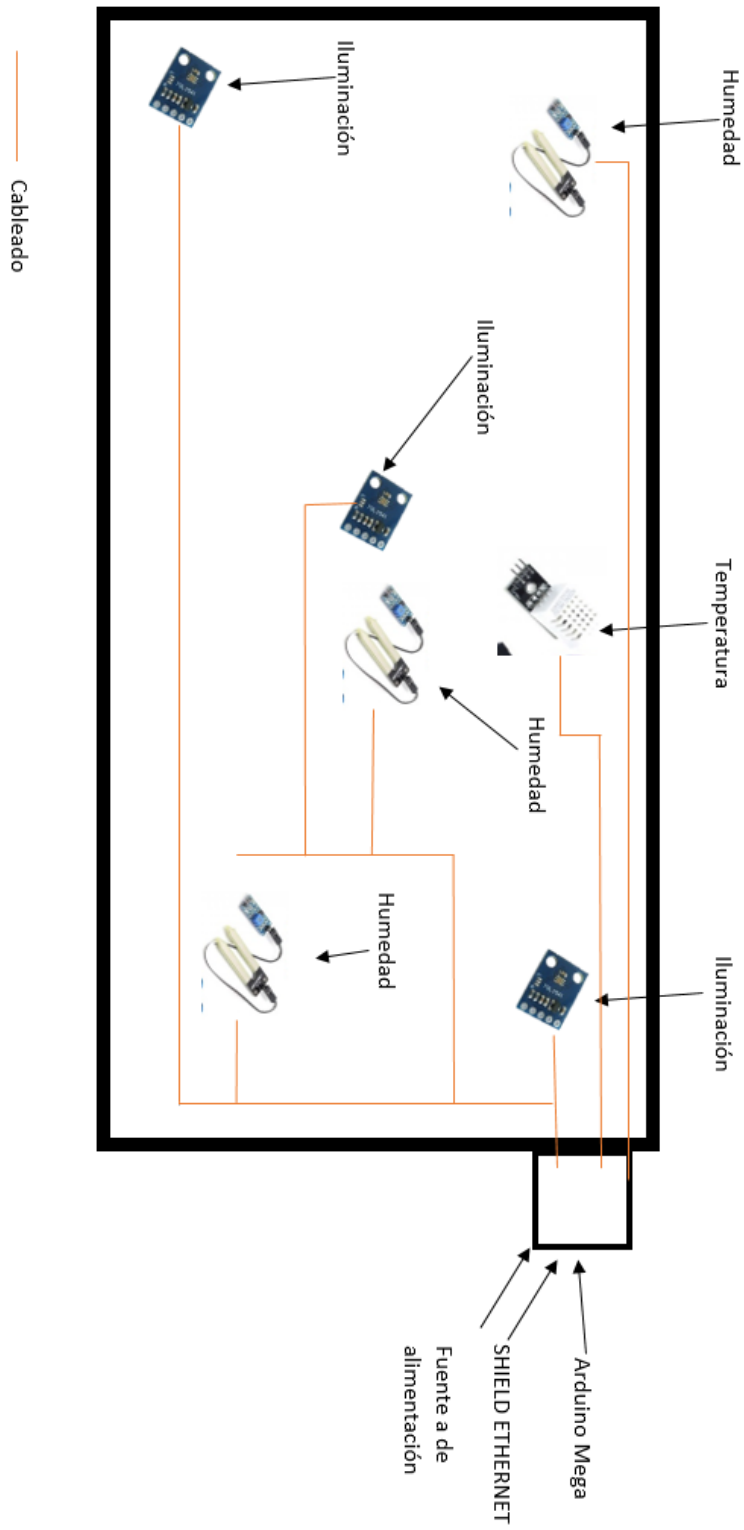 Humedad
Temperatura
Iluminación
Arduino Mega
Humedad
SHIELD ETHERNET
Iluminación
Fuente a de
alimentación
Humedad
Iluminación
Cableado